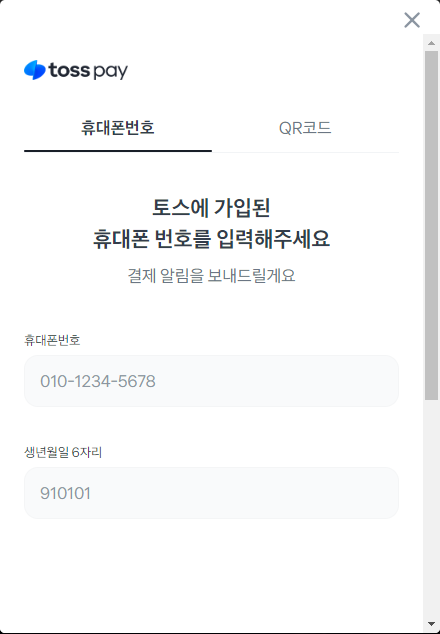 toss pay
휴대폰번호 QR코드
토스에 가입된
휴대폰 번호를 입력해주세요
결제 알림을 보내드릴게요
휴대폰번호
010-1234-5678
생년월일 6자리
910101